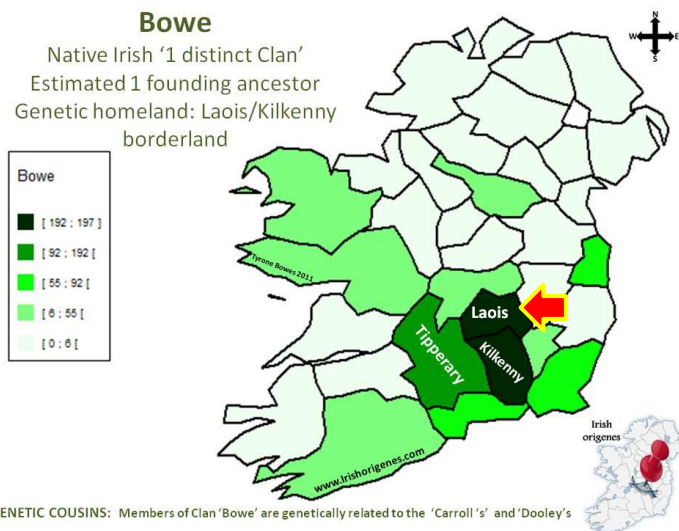 Bowe
Native Irish ‘1 distinct Clan’
Estimated 1 founding ancestor
Genetic homeland: Laois/Kilkenny
borderland
N
W
E
S
Bowe
[ 192 ; 197 ]
[ 92 ; 192 [
[ 55 ; 92 [
[ 6 ; 55 [
[ 0 ; 6 [
Tyrone Bowes 2011
Laois
Tipperary
Kilkenny
www.Irishorigenes.com
Irish
origenes
ENETIC COUSINS: Members of Clan ‘Bowe’ are genetically related to the ‘Carroll ‘s’ and ‘Dooley’s